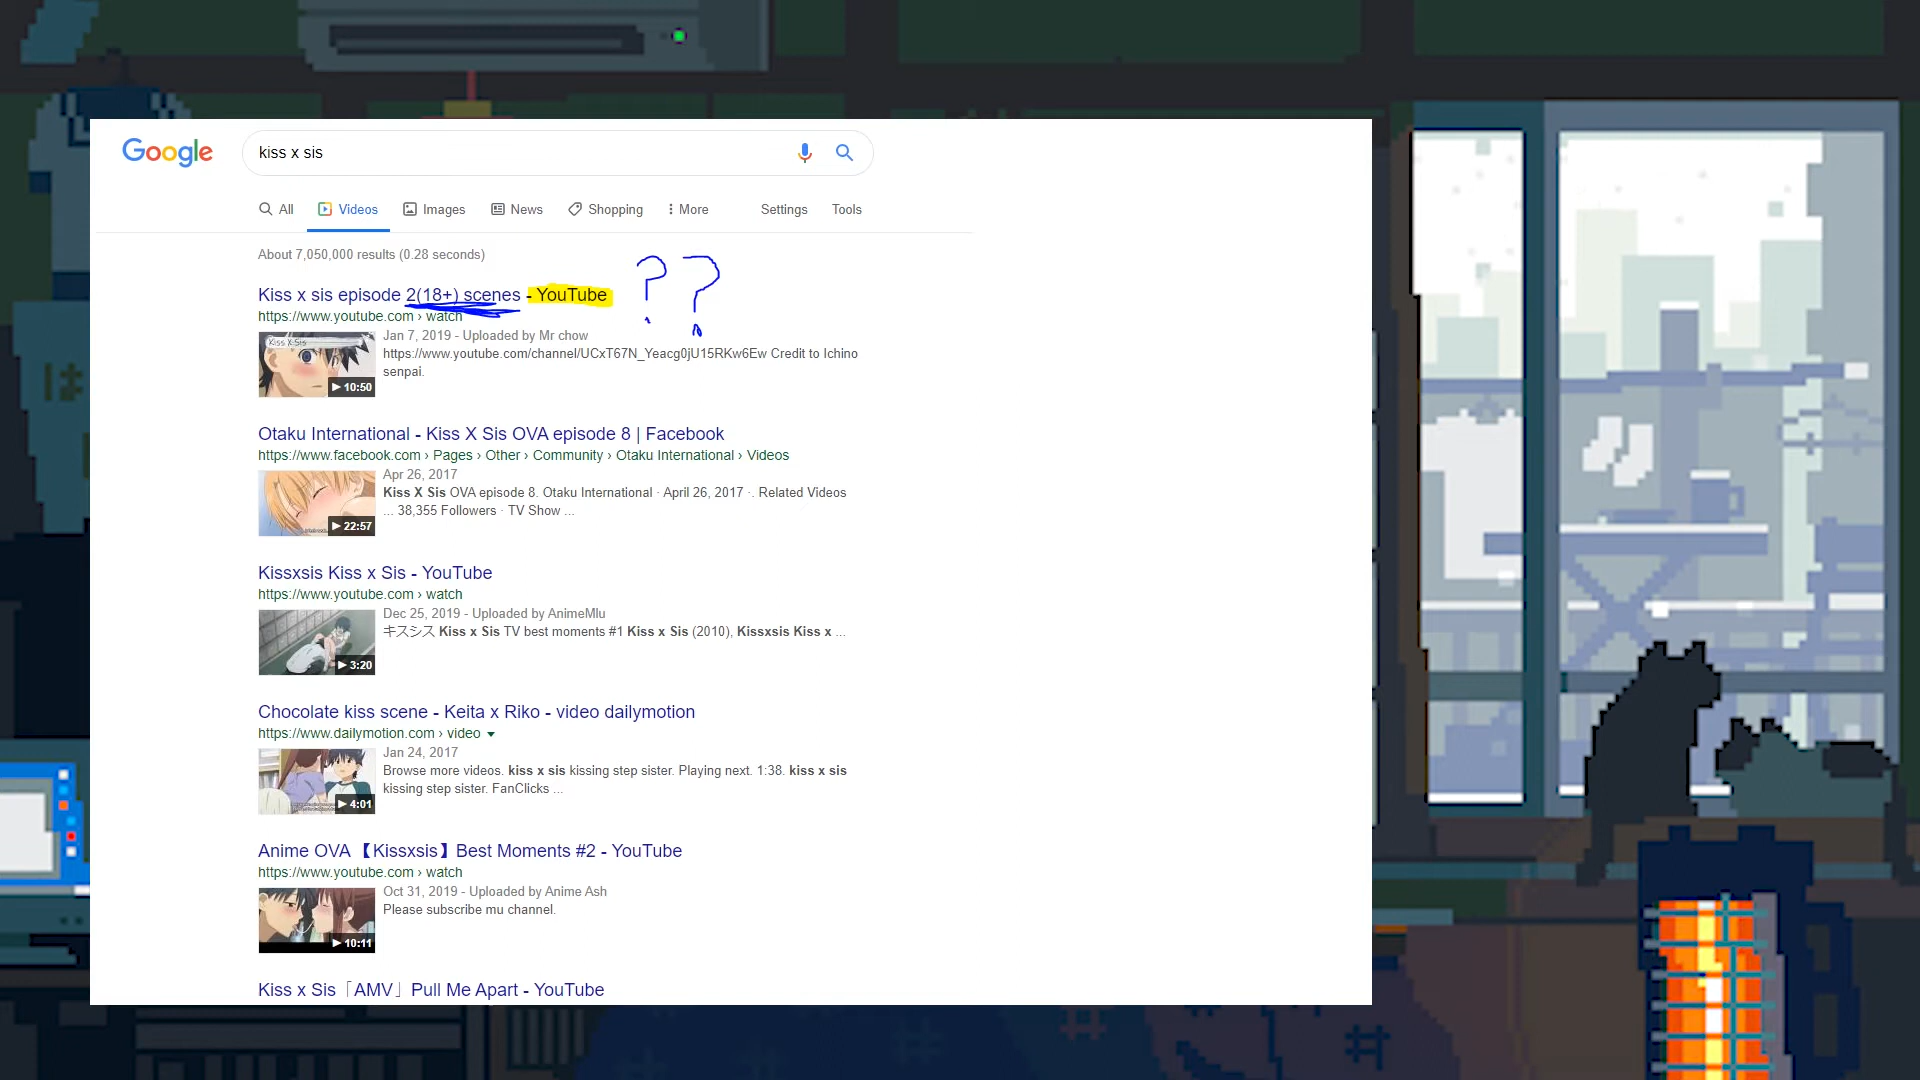 Google
kiss x sis
All Videos Images News Shopping More Settings Tools
About 7,050,000 results (0.28 seconds)
Kiss x sis episode 2(18+) scenes - YouTube
? ?
https://www.youtube.com › watch
Jan 7, 2019 - Uploaded by Mr chow
https://www.youtube.com/channel/UCxT67N_Yeacg0jU15RKw6Ew Credit to Ichino
senpai.
Kiss X Sis
10:50
Otaku International - Kiss X Sis OVA episode 8 | Facebook
https://www.facebook.com › Pages › Other › Community › Otaku International › Videos
Apr 26, 2017
Kiss X Sis OVA episode 8. Otaku International · April 26, 2017 ·. Related Videos
... 38,355 Followers · TV Show ...
22:57
Kissxsis Kiss x Sis - YouTube
https://www.youtube.com › watch
Dec 25, 2019 - Uploaded by AnimeMlu
キスシス Kiss x Sis TV best moments #1 Kiss x Sis (2010), Kissxsis Kiss x ...
3:20
Chocolate kiss scene - Keita x Riko - video dailymotion
https://www.dailymotion.com › video
Jan 24, 2017
Browse more videos. kiss x sis kissing step sister. Playing next. 1:38. kiss x sis
kissing step sister. FanClicks ...
4:01
Anime OVA 【Kissxsis】Best Moments #2 - YouTube
https://www.youtube.com › watch
Oct 31, 2019 - Uploaded by Anime Ash
Please subscribe mu channel.
10:11
Kiss x Sis「AMV」Pull Me Apart - YouTube